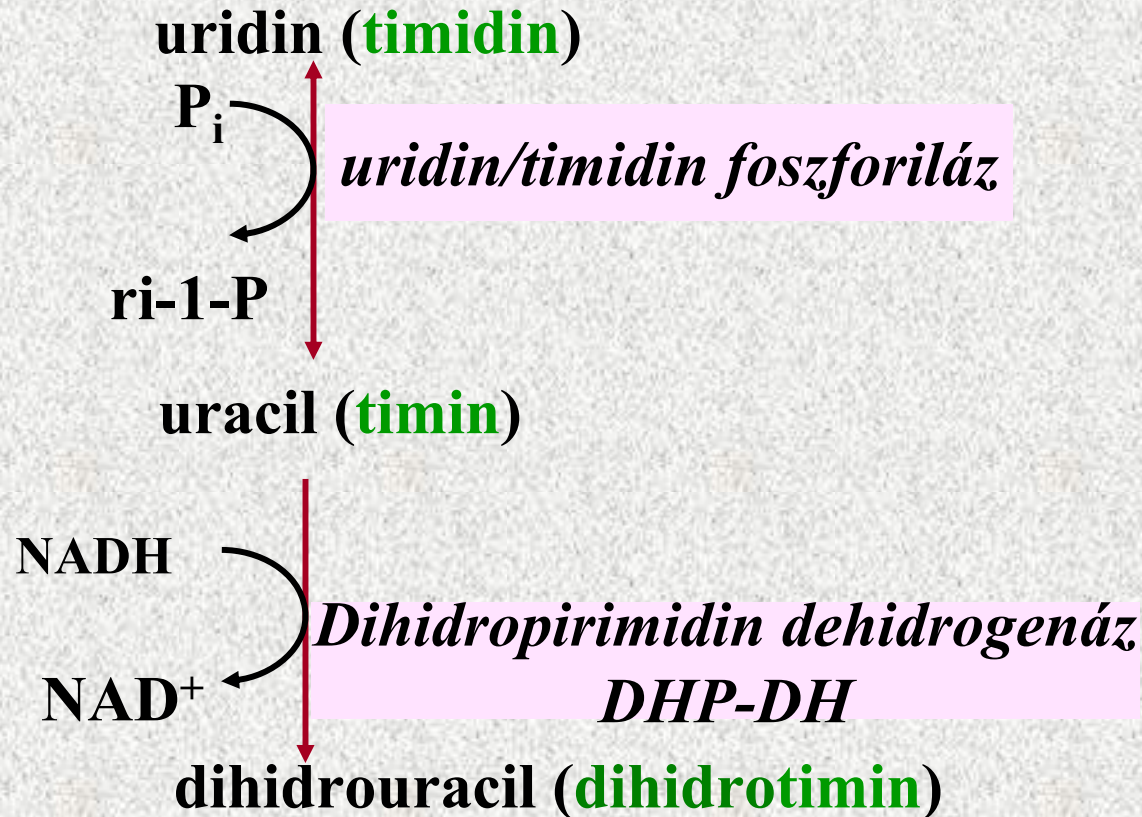 uridin (timidin)
Pi
uridin/timidin foszforiláz
ri-1-P
uracil (timin)
NADH
Dihidropirimidin dehidrogenáz
NAD+
DHP-DH
dihidrouracil (dihidrotimin)